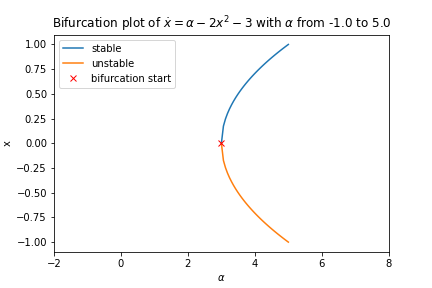 Bifurcation plot of ẋ = α − 2x² − 3 with α from -1.0 to 5.0
stable
unstable
bifurcation start
1.00
0.75
0.50
0.25
0.00
−0.25
−0.50
−0.75
−1.00
x
−2
0
2
4
6
8
α